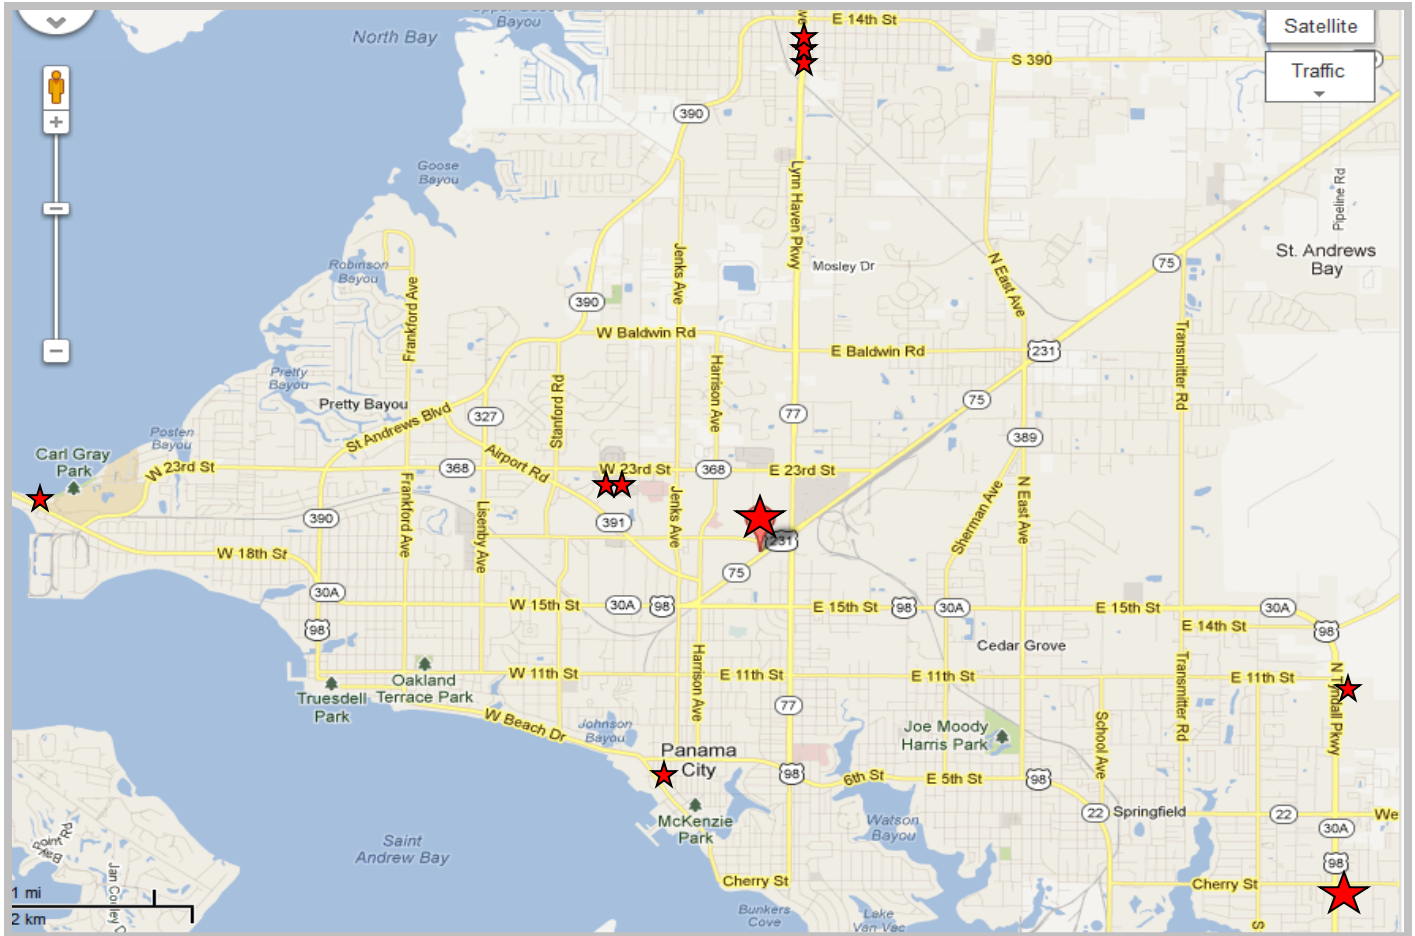 Upper Goose
Bayou
North Bay
E 14th St
Satellite
S 390
Traffic
390
Goose
Bayou
Lynn Haven Pkwy
Pipeline Rd
St. Andrews
Bay
Mosley Dr
75
Jenks Ave
N East Ave
Robinson
Bayou
Frankford Ave
390
W Baldwin Rd
E Baldwin Rd
231
Transmitter Rd
Harrison Ave
Pretty
Bayou
Pretty Bayou
Stanford Rd
75
St Andrews Blvd
327
77
389
Posten
Bayou
Carl Gray
Park
W 23rd St
368
Airport Rd
W 23rd St
368
E 23rd St
Frankford Ave
Lisenby Ave
Jenks Ave
Sherman Ave
N East Ave
390
391
231
W 18th St
75
30A
W 15th St
30A
98
E 15th St
98
30A
E 15th St
30A
98
E 14th St
98
Cedar Grove
Harrison Ave
Transmitter Rd
N Tyndall Pkwy
Oakland
Terrace Park
W 11th St
E 11th St
E 11th St
E 11th St
Truesdell
Park
77
W Beach Dr
Johnson
Bayou
Joe Moody
Harris Park
School Ave
Panama
City
98
6th St
E 5th St
98
McKenzie
Park
Watson
Bayou
22
Springfield
22
We
30A
Saint
Andrew Bay
98
Cherry St
Cherry St
1 mi
2 km
Bunkers
Cove
Lake
Van Vac
S